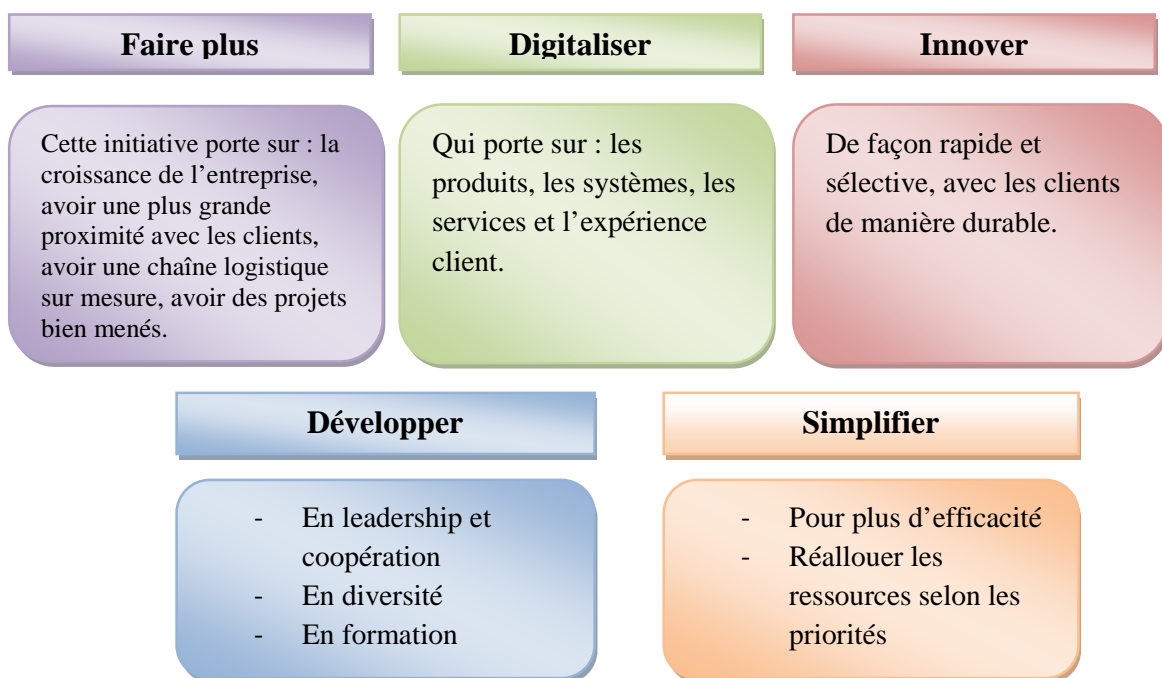 Faire plus
Cette initiative porte sur : la
croissance de l’entreprise,
avoir une plus grande
proximité avec les clients,
avoir une chaîne logistique
sur mesure, avoir des projets
bien menés.
Digitaliser
Qui porte sur : les
produits, les systèmes, les
services et l’expérience
client.
Innover
De façon rapide et
sélective, avec les clients
de manière durable.
Développer
- En leadership et
coopération
- En diversité
- En formation
Simplifier
- Pour plus d’efficacité
- Réallouer les
ressources selon les
priorités